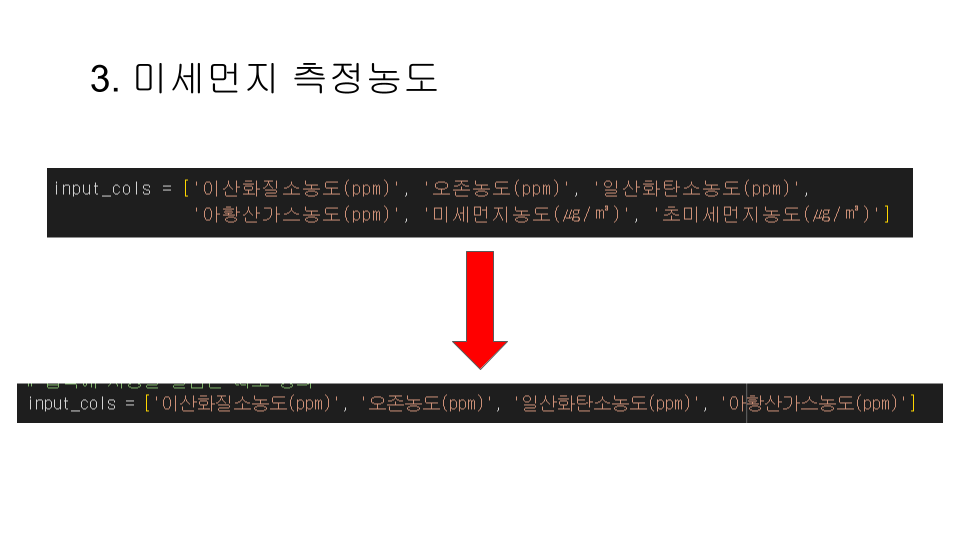 3. 미세먼지 측정농도
input_cols = ['이산화질소농도(ppm)', '오존농도(ppm)', '일산화탄소농도(ppm)',
'아황산가스농도(ppm)', '미세먼지농도(㎍/㎥)', '초미세먼지농도(㎍/㎥)']
input_cols = ['이산화질소농도(ppm)', '오존농도(ppm)', '일산화탄소농도(ppm)', '아황산가스농도(ppm)']